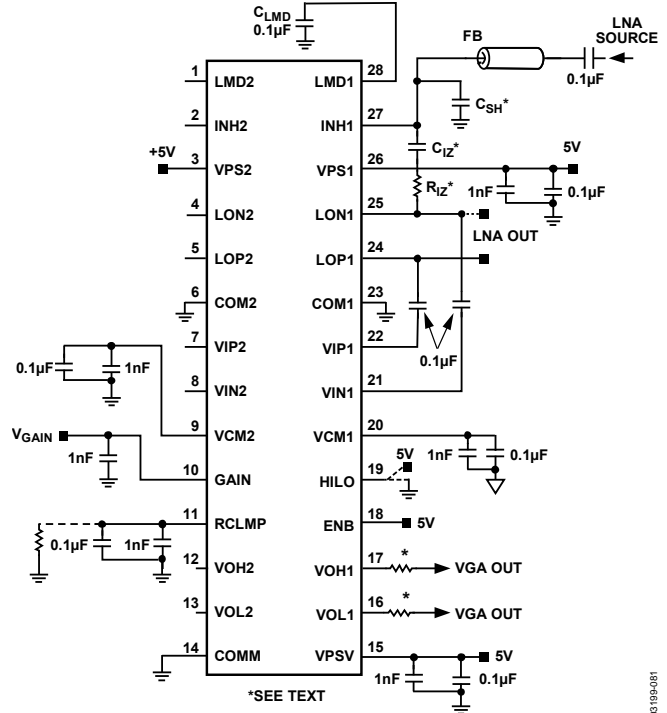 CLMD
0.1µF
LNA
SOURCE
FB
0.1µF
1
LMD2
LMD1
28
CSH*
2
INH2
INH1
27
CIZ*
+5V
3
VPS2
VPS1
26
5V
RIZ*
1nF
0.1µF
4
LON2
LON1
25
LNA OUT
5
LOP2
LOP1
24
6
COM2
COM1
23
7
VIP2
VIP1
22
0.1µF
0.1µF
1nF
8
VIN2
VIN1
21
9
VCM2
VCM1
20
VGAIN
1nF
5V
1nF
0.1µF
10
GAIN
HILO
19
11
RCLMP
ENB
18
5V
0.1µF
1nF
12
VOH2
VOH1
17
*
VGA OUT
13
VOL2
VOL1
16
*
VGA OUT
14
COMM
VPSV
15
5V
1nF
0.1µF
*SEE TEXT
03199-081